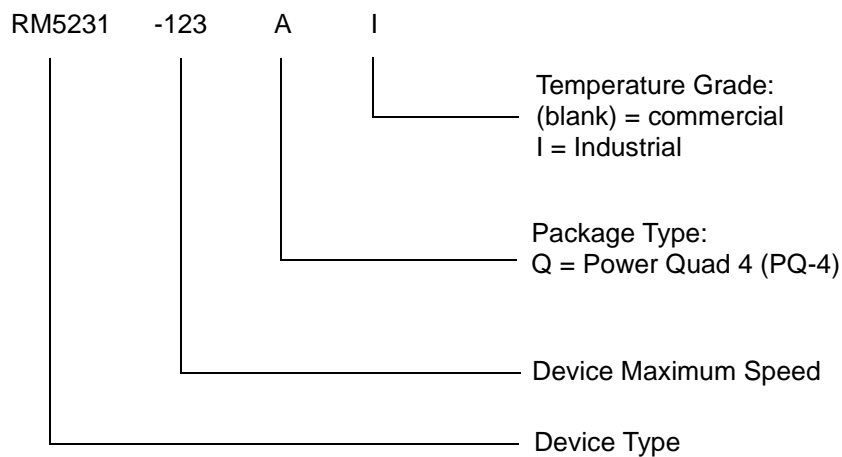 RM5231 -123 A I
Temperature Grade:
(blank) = commercial
I = Industrial
Package Type:
Q = Power Quad 4 (PQ-4)
Device Maximum Speed
Device Type